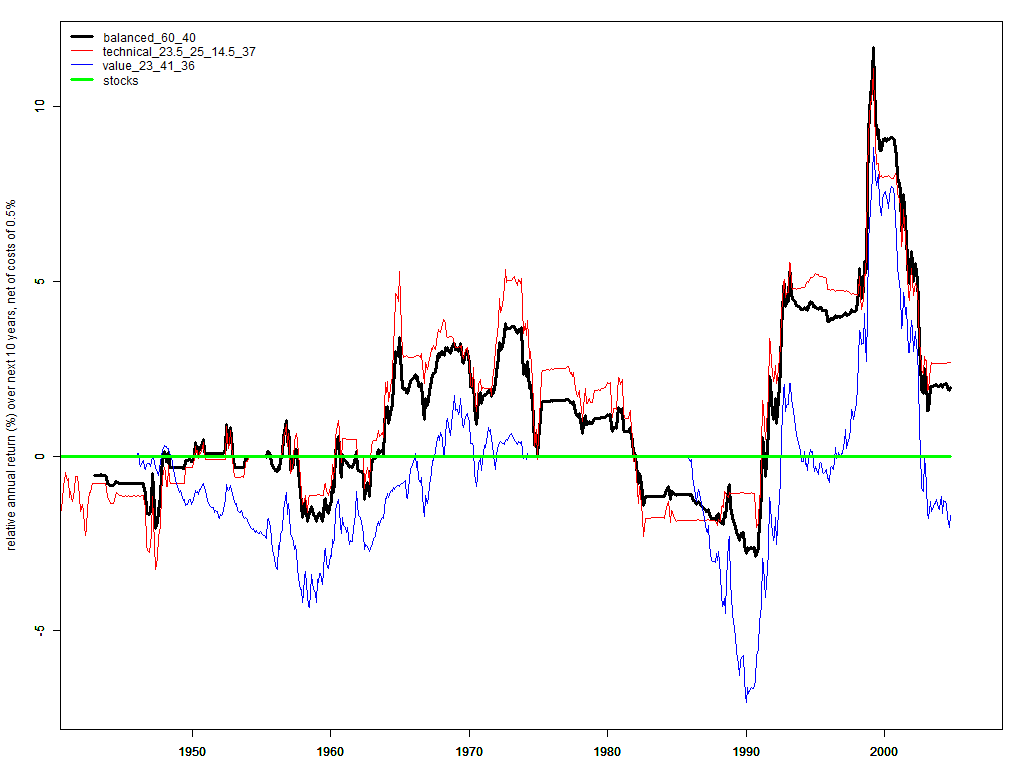 balanced_60_40
technical_23.5_25_14.5_37
value_23_41_36
stocks
relative annual return (%) over next 10 years, net of costs of 0.5%
10
5
0
-5
1950 1960 1970 1980 1990 2000